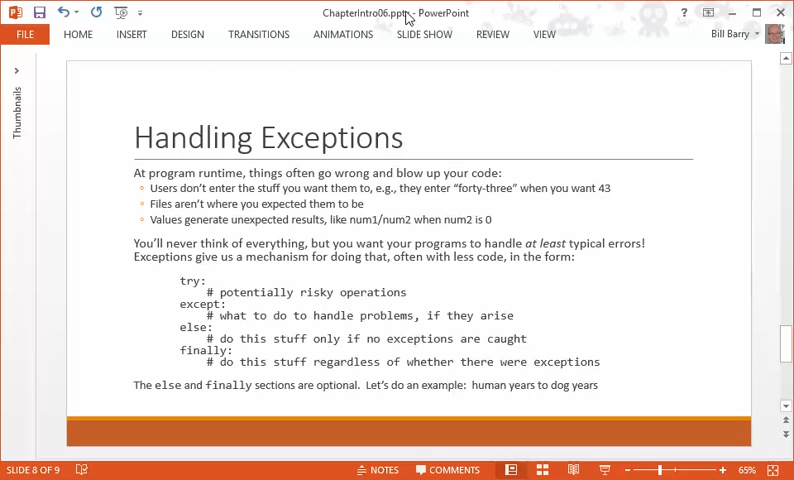 ChapterIntro06.pptx - PowerPoint
?
FILE HOME INSERT DESIGN TRANSITIONS ANIMATIONS SLIDE SHOW REVIEW VIEW Bill Barry
Thumbnails
Handling Exceptions
At program runtime, things often go wrong and blow up your code:
◦ Users don't enter the stuff you want them to, e.g., they enter "forty-three" when you want 43
◦ Files aren't where you expected them to be
◦ Values generate unexpected results, like num1/num2 when num2 is 0
You'll never think of everything, but you want your programs to handle at least typical errors!
Exceptions give us a mechanism for doing that, often with less code, in the form:
try:
# potentially risky operations
except:
# what to do to handle problems, if they arise
else:
# do this stuff only if no exceptions are caught
finally:
# do this stuff regardless of whether there were exceptions
The else and finally sections are optional. Let's do an example: human years to dog years
SLIDE 8 OF 9 NOTES COMMENTS 65%